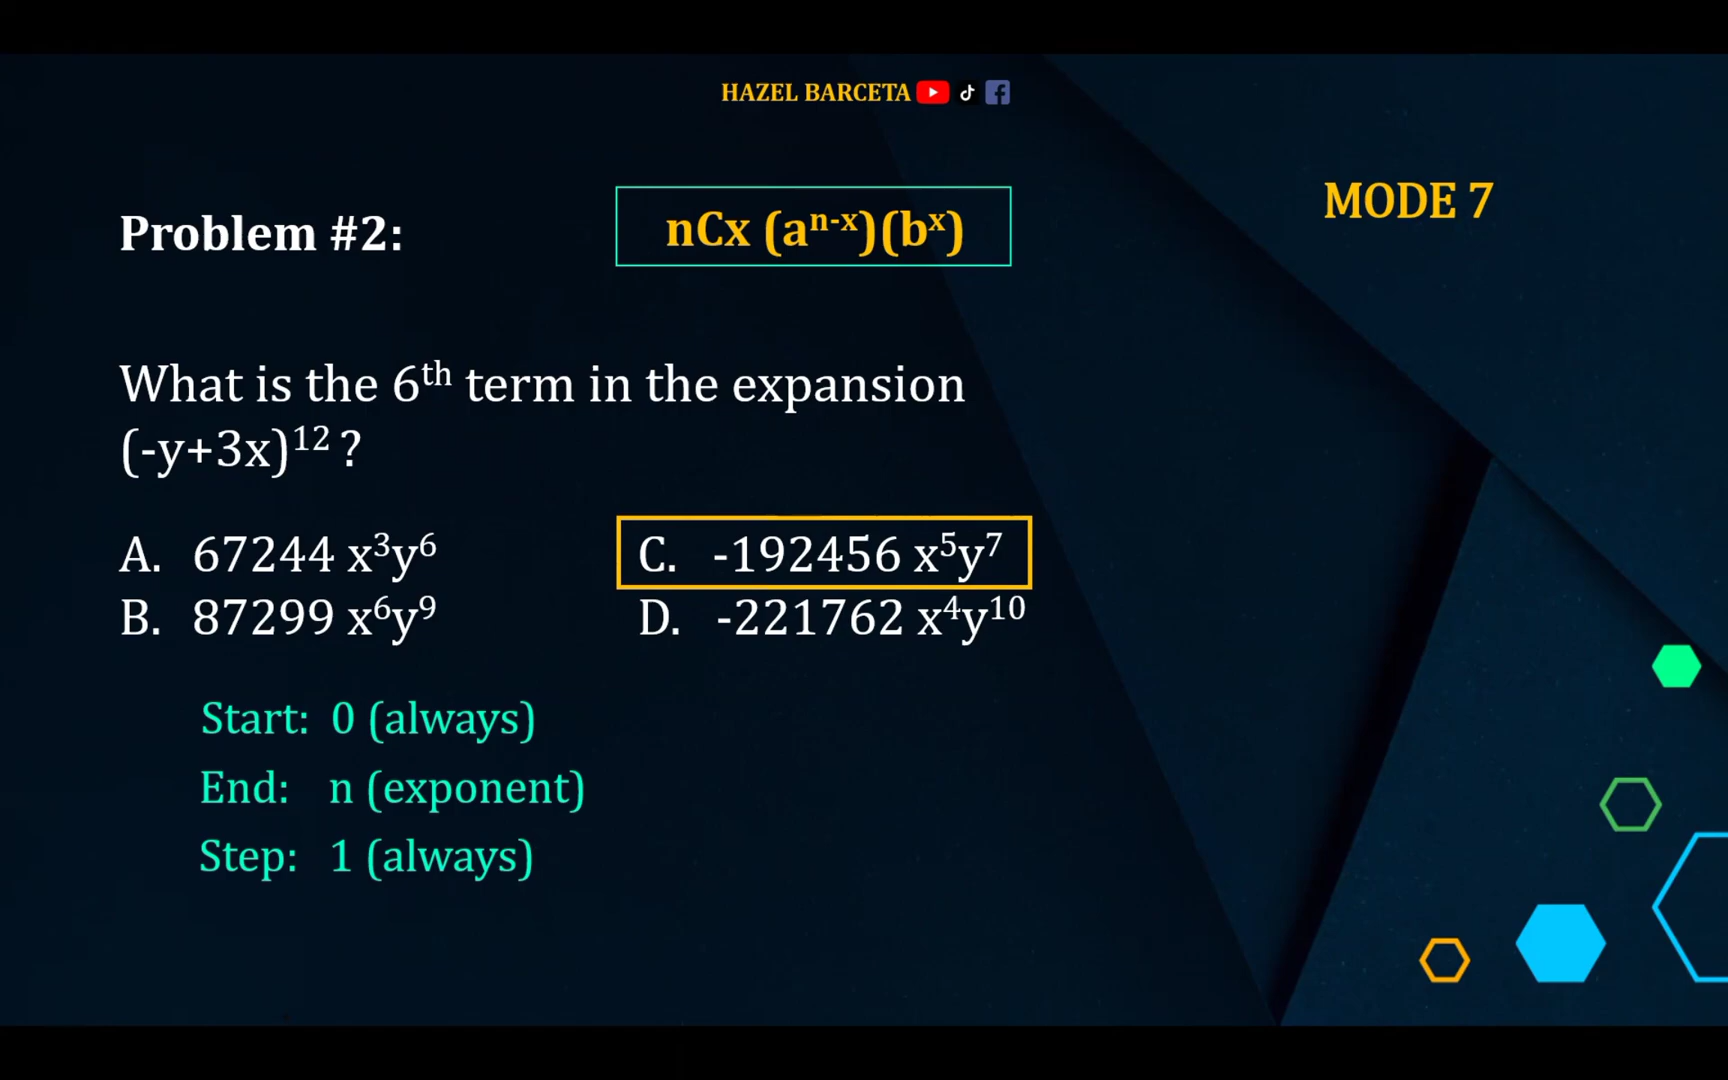 HAZEL BARCETA
MODE 7
Problem #2:
nCx (aⁿ⁻ˣ)(bˣ)
What is the 6ᵗʰ term in the expansion
(-y+3x)¹² ?
A. 67244 x³y⁶
C. -192456 x⁵y⁷
B. 87299 x⁶y⁹
D. -221762 x⁴y¹⁰
Start: 0 (always)
End: n (exponent)
Step: 1 (always)